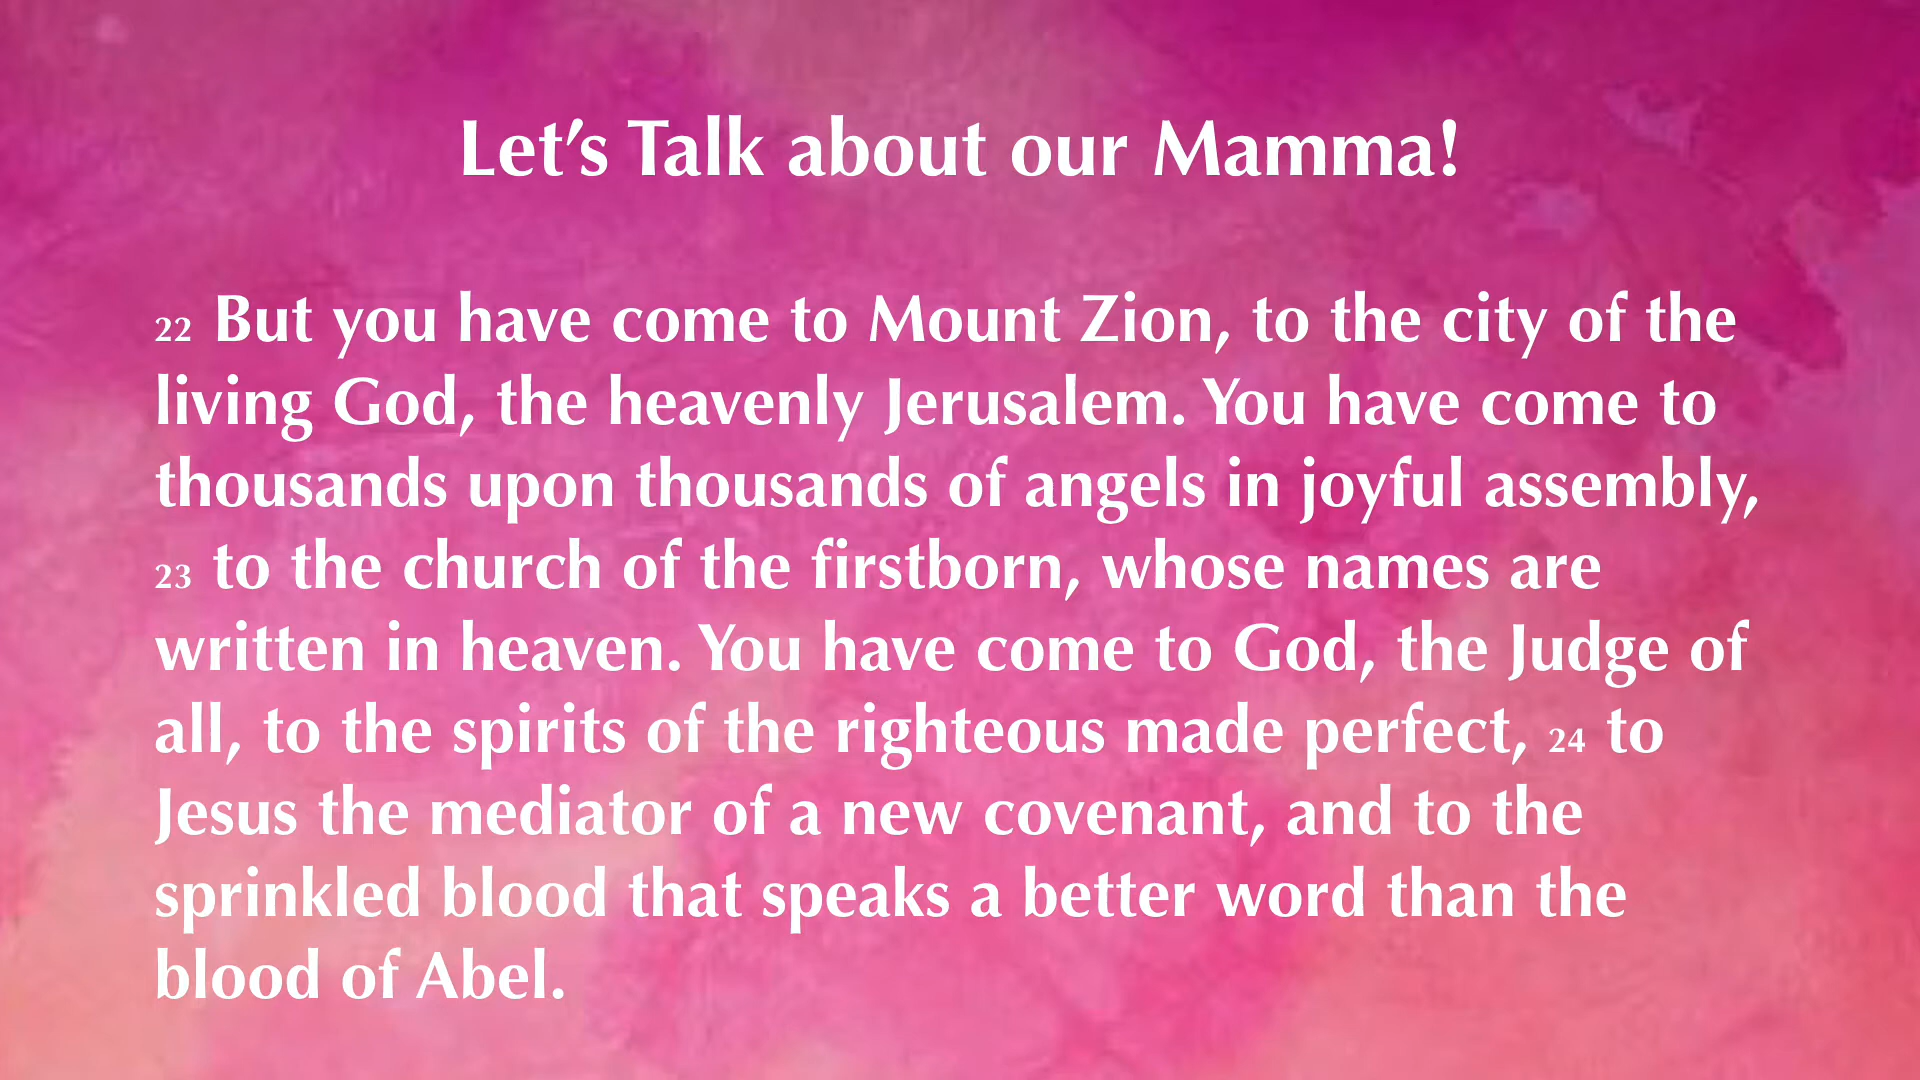 Let’s Talk about our Mamma!
22 But you have come to Mount Zion, to the city of the
living God, the heavenly Jerusalem. You have come to
thousands upon thousands of angels in joyful assembly,
23 to the church of the firstborn, whose names are
written in heaven. You have come to God, the Judge of
all, to the spirits of the righteous made perfect, 24 to
Jesus the mediator of a new covenant, and to the
sprinkled blood that speaks a better word than the
blood of Abel.